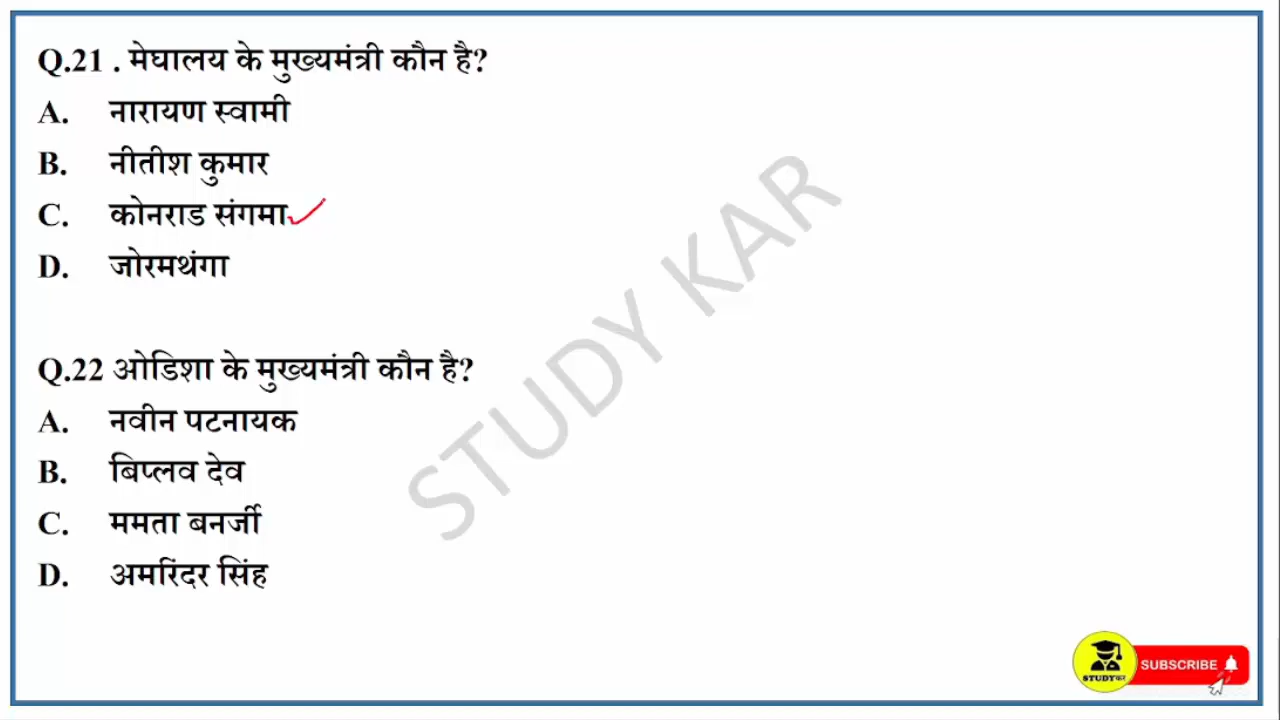 Q.21 . मेघालय के मुख्यमंत्री कौन है?
A. नारायण स्वामी
B. नीतीश कुमार
C. कोनराड संगमा
D. जोरमथंगा
Q.22 ओडिशा के मुख्यमंत्री कौन है?
A. नवीन पटनायक
B. बिप्लव देव
C. ममता बनर्जी
D. अमरिंदर सिंह
STUDY KAR
STUDYकर
SUBSCRIBE